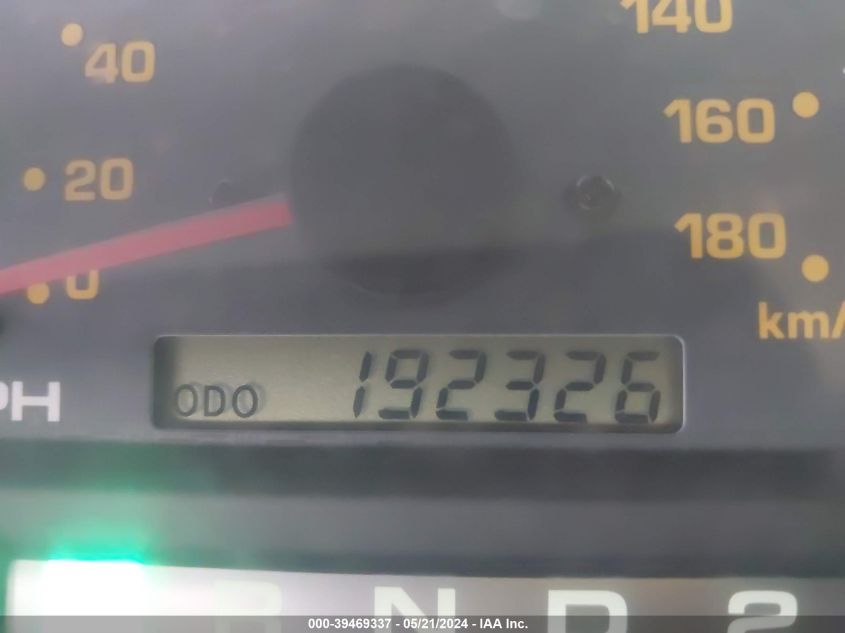 140
40
160
20
180
0
km/
PH
ODO 192326
R N D 2
000-39469337 - 05/21/2024 - IAA Inc.